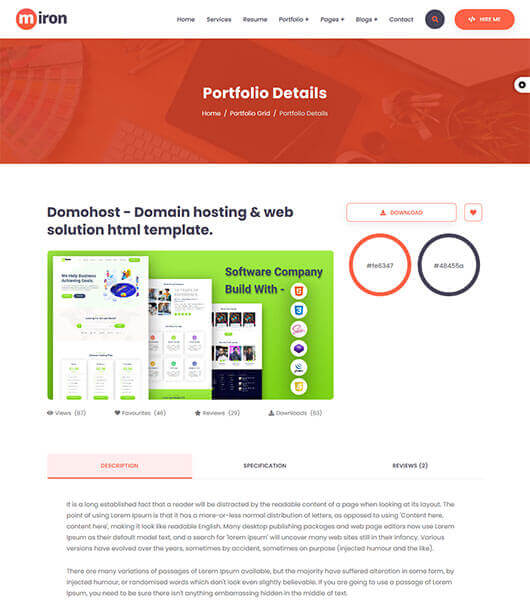 miron
Home Services Resume Portfolio + Pages + Blogs + Contact HIRE ME
Portfolio Details
Home / Portfolio Grid / Portfolio Details
Domohost - Domain hosting & web
solution html template.
DOWNLOAD
#fe6347 #48455a
Software Company
Build With -
We Help Business
Achieving Goals.
Views (87) Favourites (46) Reviews (29) Downloads (63)
DESCRIPTION SPECIFICATION REVIEWS (2)
It is a long established fact that a reader will be distracted by the readable content of a page when looking at its layout. The
point of using Lorem Ipsum is that it has a more-or-less normal distribution of letters, as opposed to using 'Content here,
content here', making it look like readable English. Many desktop publishing packages and web page editors now use Lorem
Ipsum as their default model text, and a search for 'lorem ipsum' will uncover many web sites still in their infancy. Various
versions have evolved over the years, sometimes by accident, sometimes on purpose (injected humour and the like).
There are many variations of passages of Lorem Ipsum available, but the majority have suffered alteration in some form, by
injected humour, or randomised words which don't look even slightly believable. If you are going to use a passage of Lorem
Ipsum, you need to be sure there isn't anything embarrassing hidden in the middle of text.